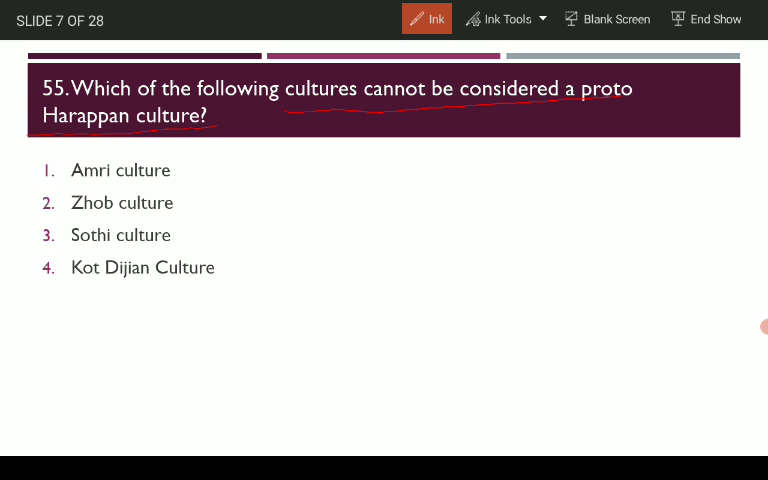 SLIDE 7 OF 28
Ink
Ink Tools
Blank Screen
End Show
55. Which of the following cultures cannot be considered a proto
Harappan culture?
1. Amri culture
2. Zhob culture
3. Sothi culture
4. Kot Dijian Culture